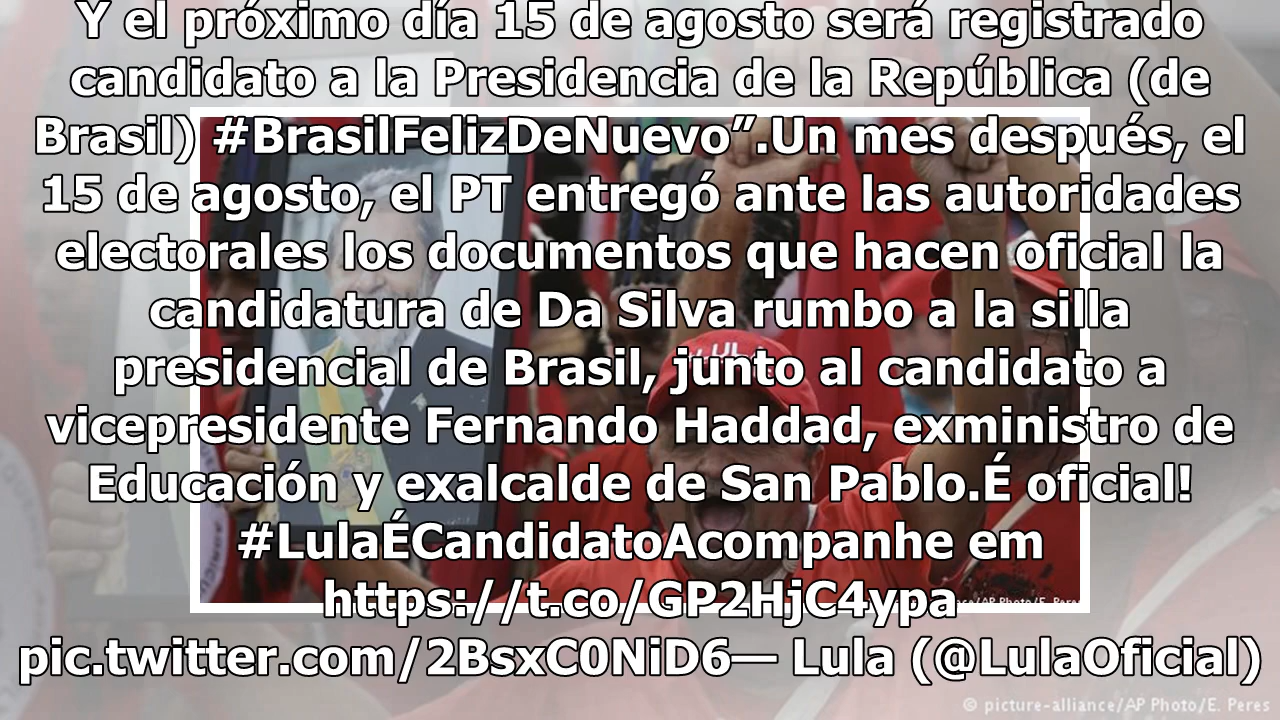 Y el próximo día 15 de agosto será registrado
candidato a la Presidencia de la República (de
Brasil) #BrasilFelizDeNuevo”.Un mes después, el
15 de agosto, el PT entregó ante las autoridades
electorales los documentos que hacen oficial la
candidatura de Da Silva rumbo a la silla
presidencial de Brasil, junto al candidato a
vicepresidente Fernando Haddad, exministro de
Educación y exalcalde de San Pablo.É oficial!
#LulaÉCandidatoAcompanhe em
https://t.co/GP2HjC4ypa
pic.twitter.com/2BsxC0NiD6— Lula (@LulaOficial)
LULA
/AP Photo/E. Peres
© picture-alliance/AP Photo/E. Peres